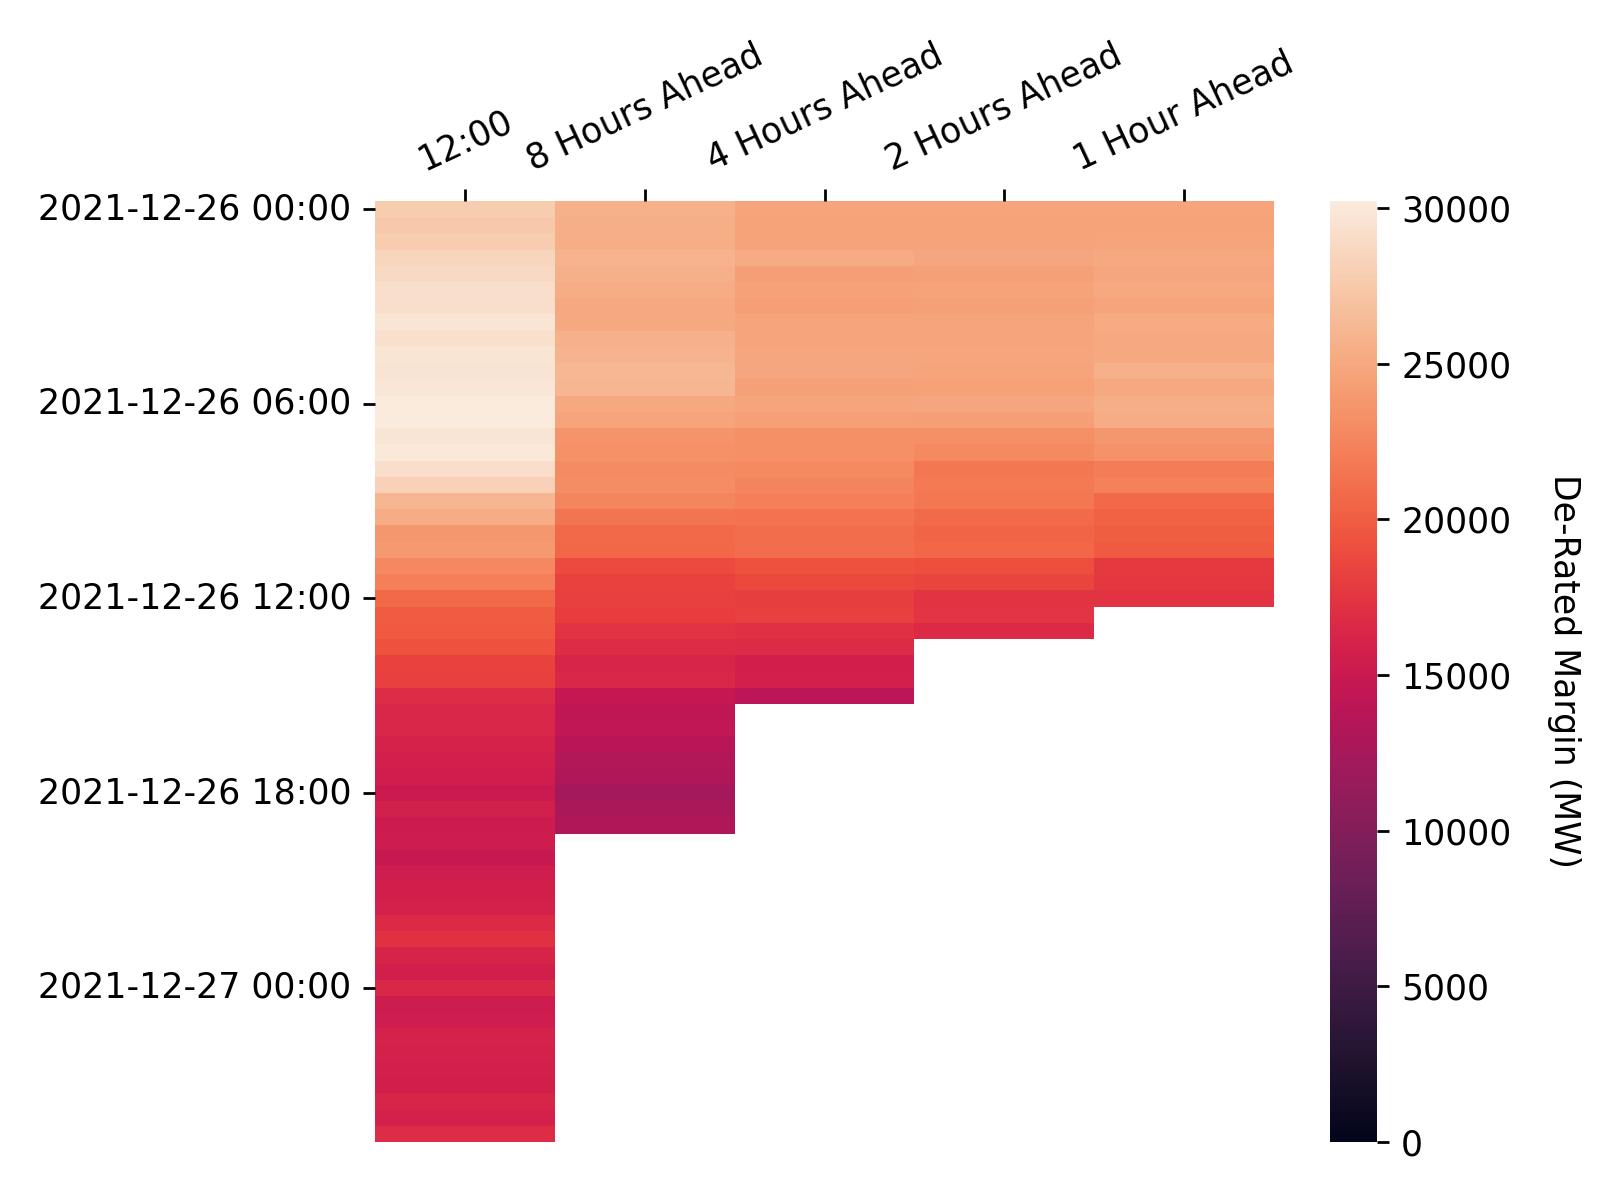 12:00
8 Hours Ahead
4 Hours Ahead
2 Hours Ahead
1 Hour Ahead
2021-12-26 00:00
2021-12-26 06:00
2021-12-26 12:00
2021-12-26 18:00
2021-12-27 00:00
30000
25000
20000
15000
10000
5000
0
De-Rated Margin (MW)